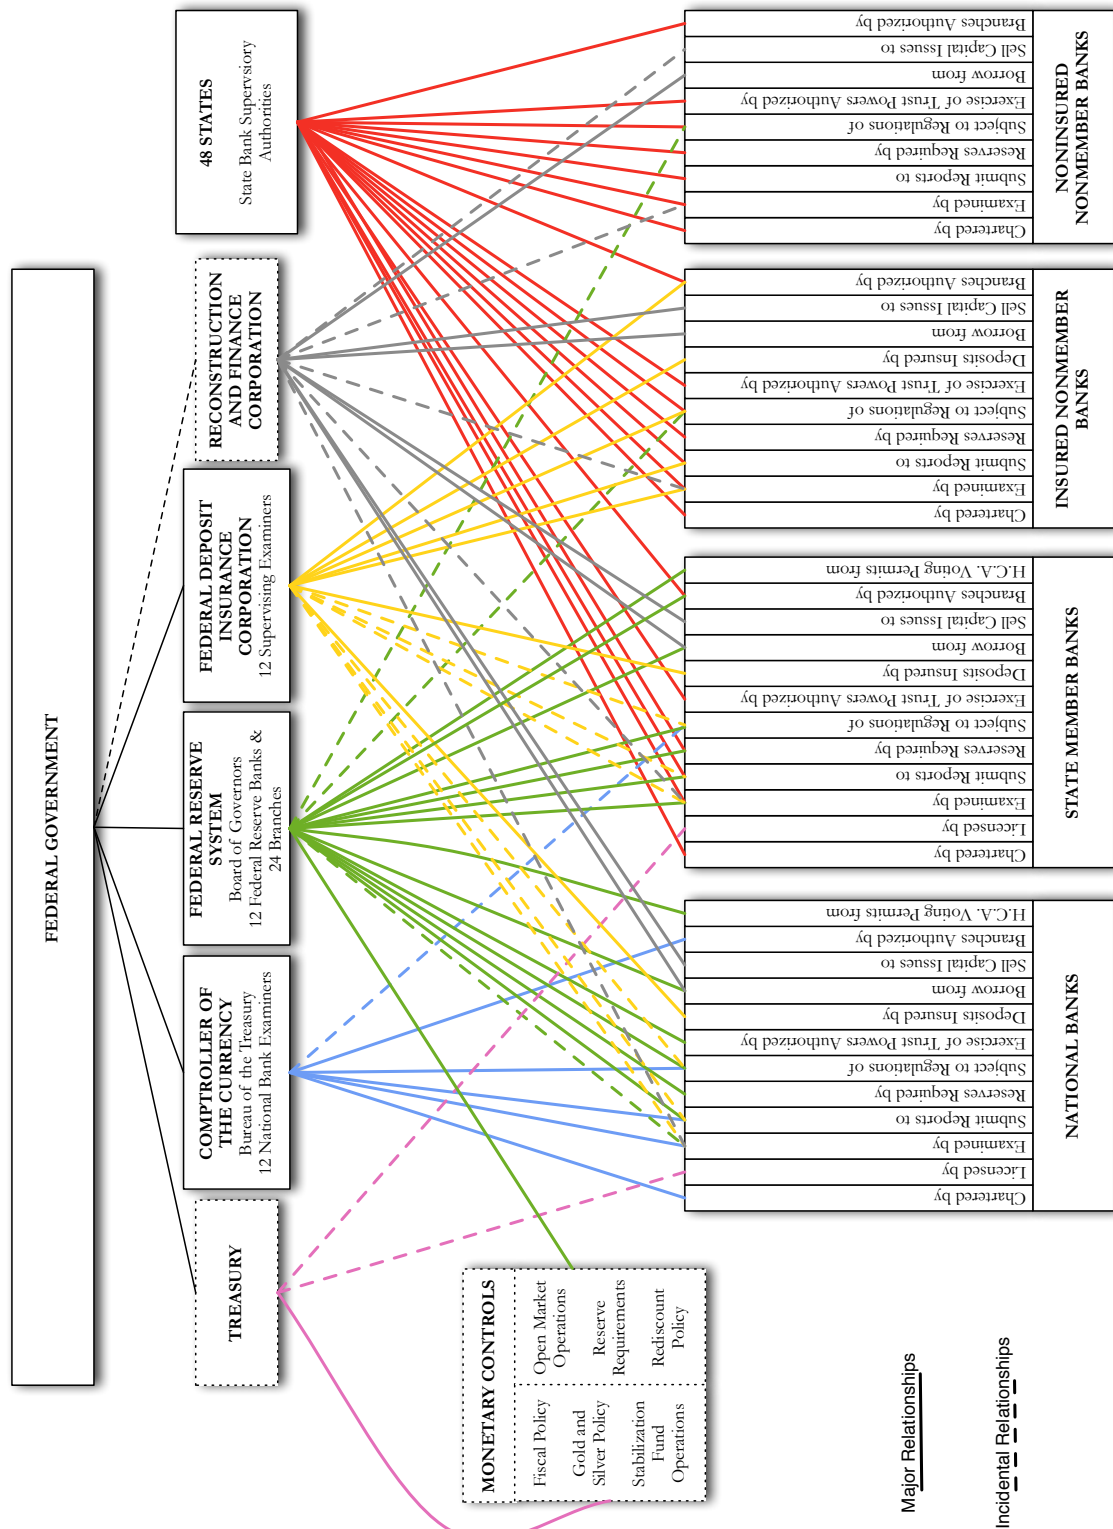 FEDERAL GOVERNMENT
TREASURY
COMPTROLLER OF
THE CURRENCY
Bureau of the Treasury
12 National Bank Examiners
FEDERAL RESERVE
SYSTEM
Board of Governors
12 Federal Reserve Banks &
24 Branches
FEDERAL DEPOSIT
INSURANCE
CORPORATION
12 Supervising Examiners
RECONSTRUCTION
AND FINANCE
CORPORATION
48 STATES
State Bank Supervsiory
Authorities
MONETARY CONTROLS
Fiscal Policy
Gold and
Silver Policy
Stabilization
Fund
Operations
Open Market
Operations
Reserve
Requirements
Rediscount
Policy
Chartered by
Licensed by
Examined by
Submit Reports to
Reserves Required by
Subject to Regulations of
Exercise of Trust Powers Authorized by
Deposits Insured by
Borrow from
Sell Capital Issues to
Branches Authorized by
H.C.A. Voting Permits from
NATIONAL BANKS
Chartered by
Licensed by
Examined by
Submit Reports to
Reserves Required by
Subject to Regulations of
Exercise of Trust Powers Authorized by
Deposits Insured by
Borrow from
Sell Capital Issues to
Branches Authorized by
H.C.A. Voting Permits from
STATE MEMBER BANKS
Chartered by
Examined by
Submit Reports to
Reserves Required by
Subject to Regulations of
Exercise of Trust Powers Authorized by
Deposits Insured by
Borrow from
Sell Capital Issues to
Branches Authorized by
INSURED NONMEMBER
BANKS
Chartered by
Examined by
Submit Reports to
Reserves Required by
Subject to Regulations of
Exercise of Trust Powers Authorized by
Borrow from
Sell Capital Issues to
Branches Authorized by
NONINSURED
NONMEMBER BANKS
Major Relationships
Incidental Relationships